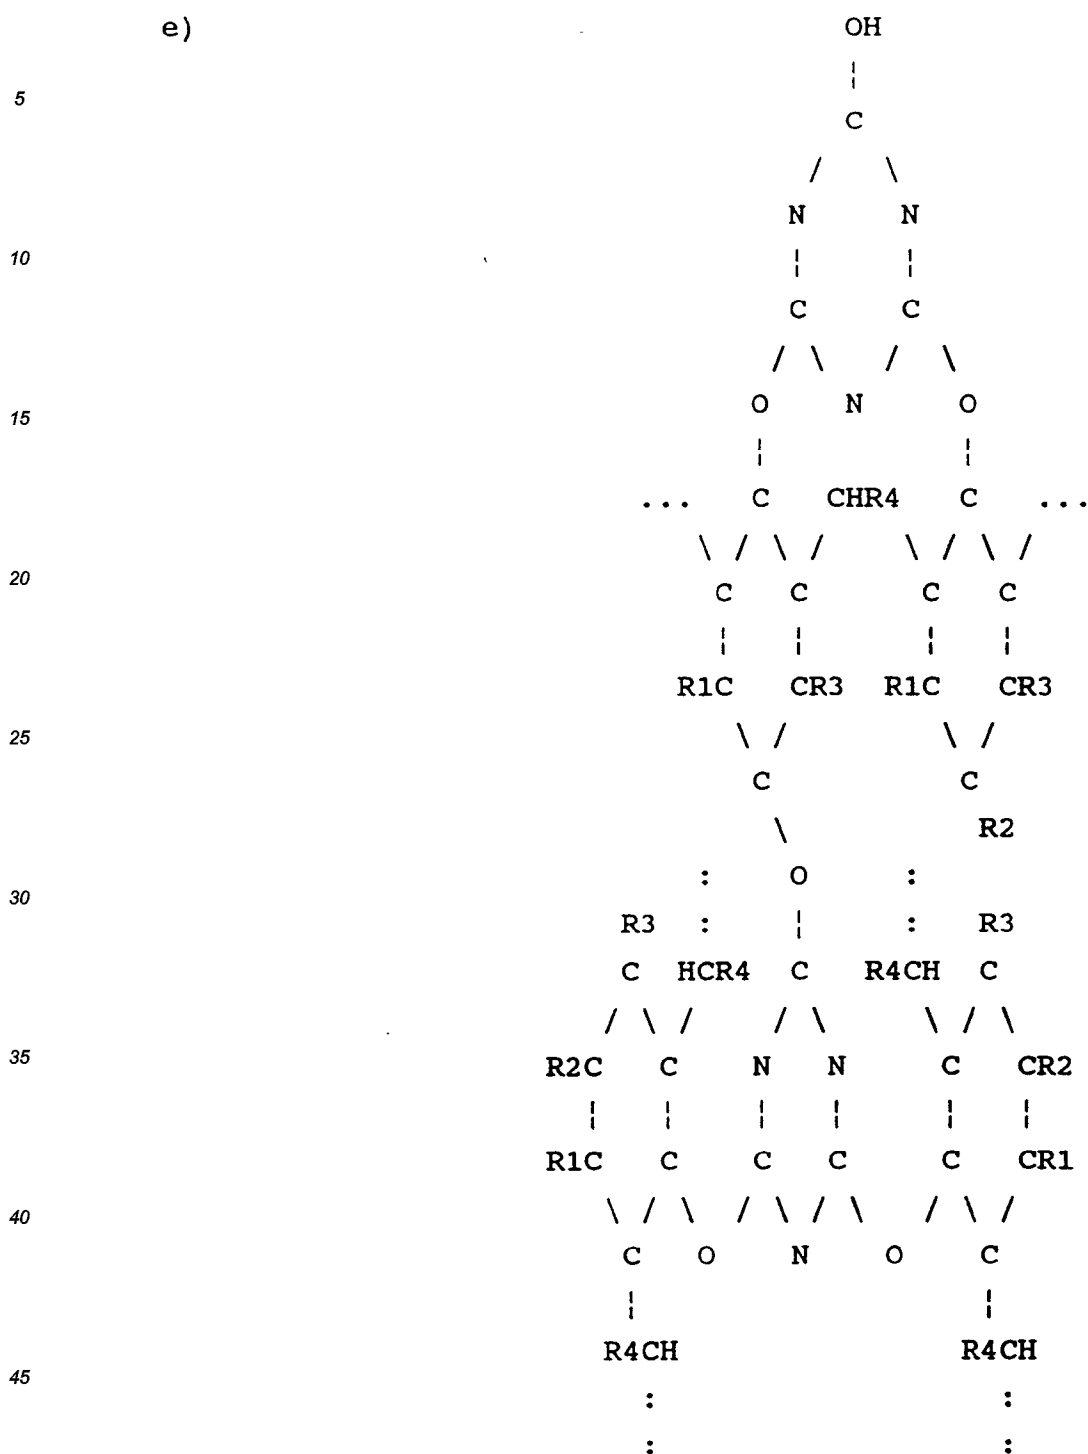 e) OH
¦
5
C
/ \
N N
10 ¦ ¦
C C
/ \ / \
15 O N O
¦ ¦
... C CHR4 C ...
\ / \ / \ / \ /
20 C C C C
¦ ¦ ¦ ¦
R1C CR3 R1C CR3
25 \ / \ /
C C
\ R2
30 : O :
R3 : ¦ : R3
C HCR4 C R4CH C
/ \ / / \ \ / \
35 R2C C N N C CR2
¦ ¦ ¦ ¦ ¦ ¦
R1C C C C C CR1
40 \ / \ / \ / \ / \ /
C O N O C
¦ ¦
R4CH R4CH
45 : :
: :